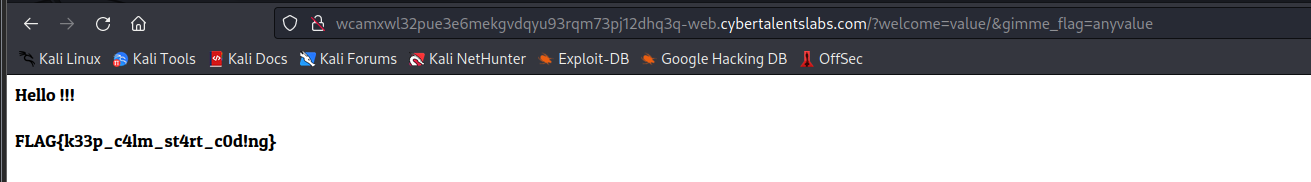 wcamxwl32pue3e6mekgvdqyu93rqm73pj12dhq3q-web.cybertalentslabs.com/?welcome=value/&gimme_flag=anyvalue
Kali Linux Kali Tools Kali Docs Kali Forums Kali NetHunter Exploit-DB Google Hacking DB OffSec
Hello !!!
FLAG{k33p_c4lm_st4rt_c0d!ng}